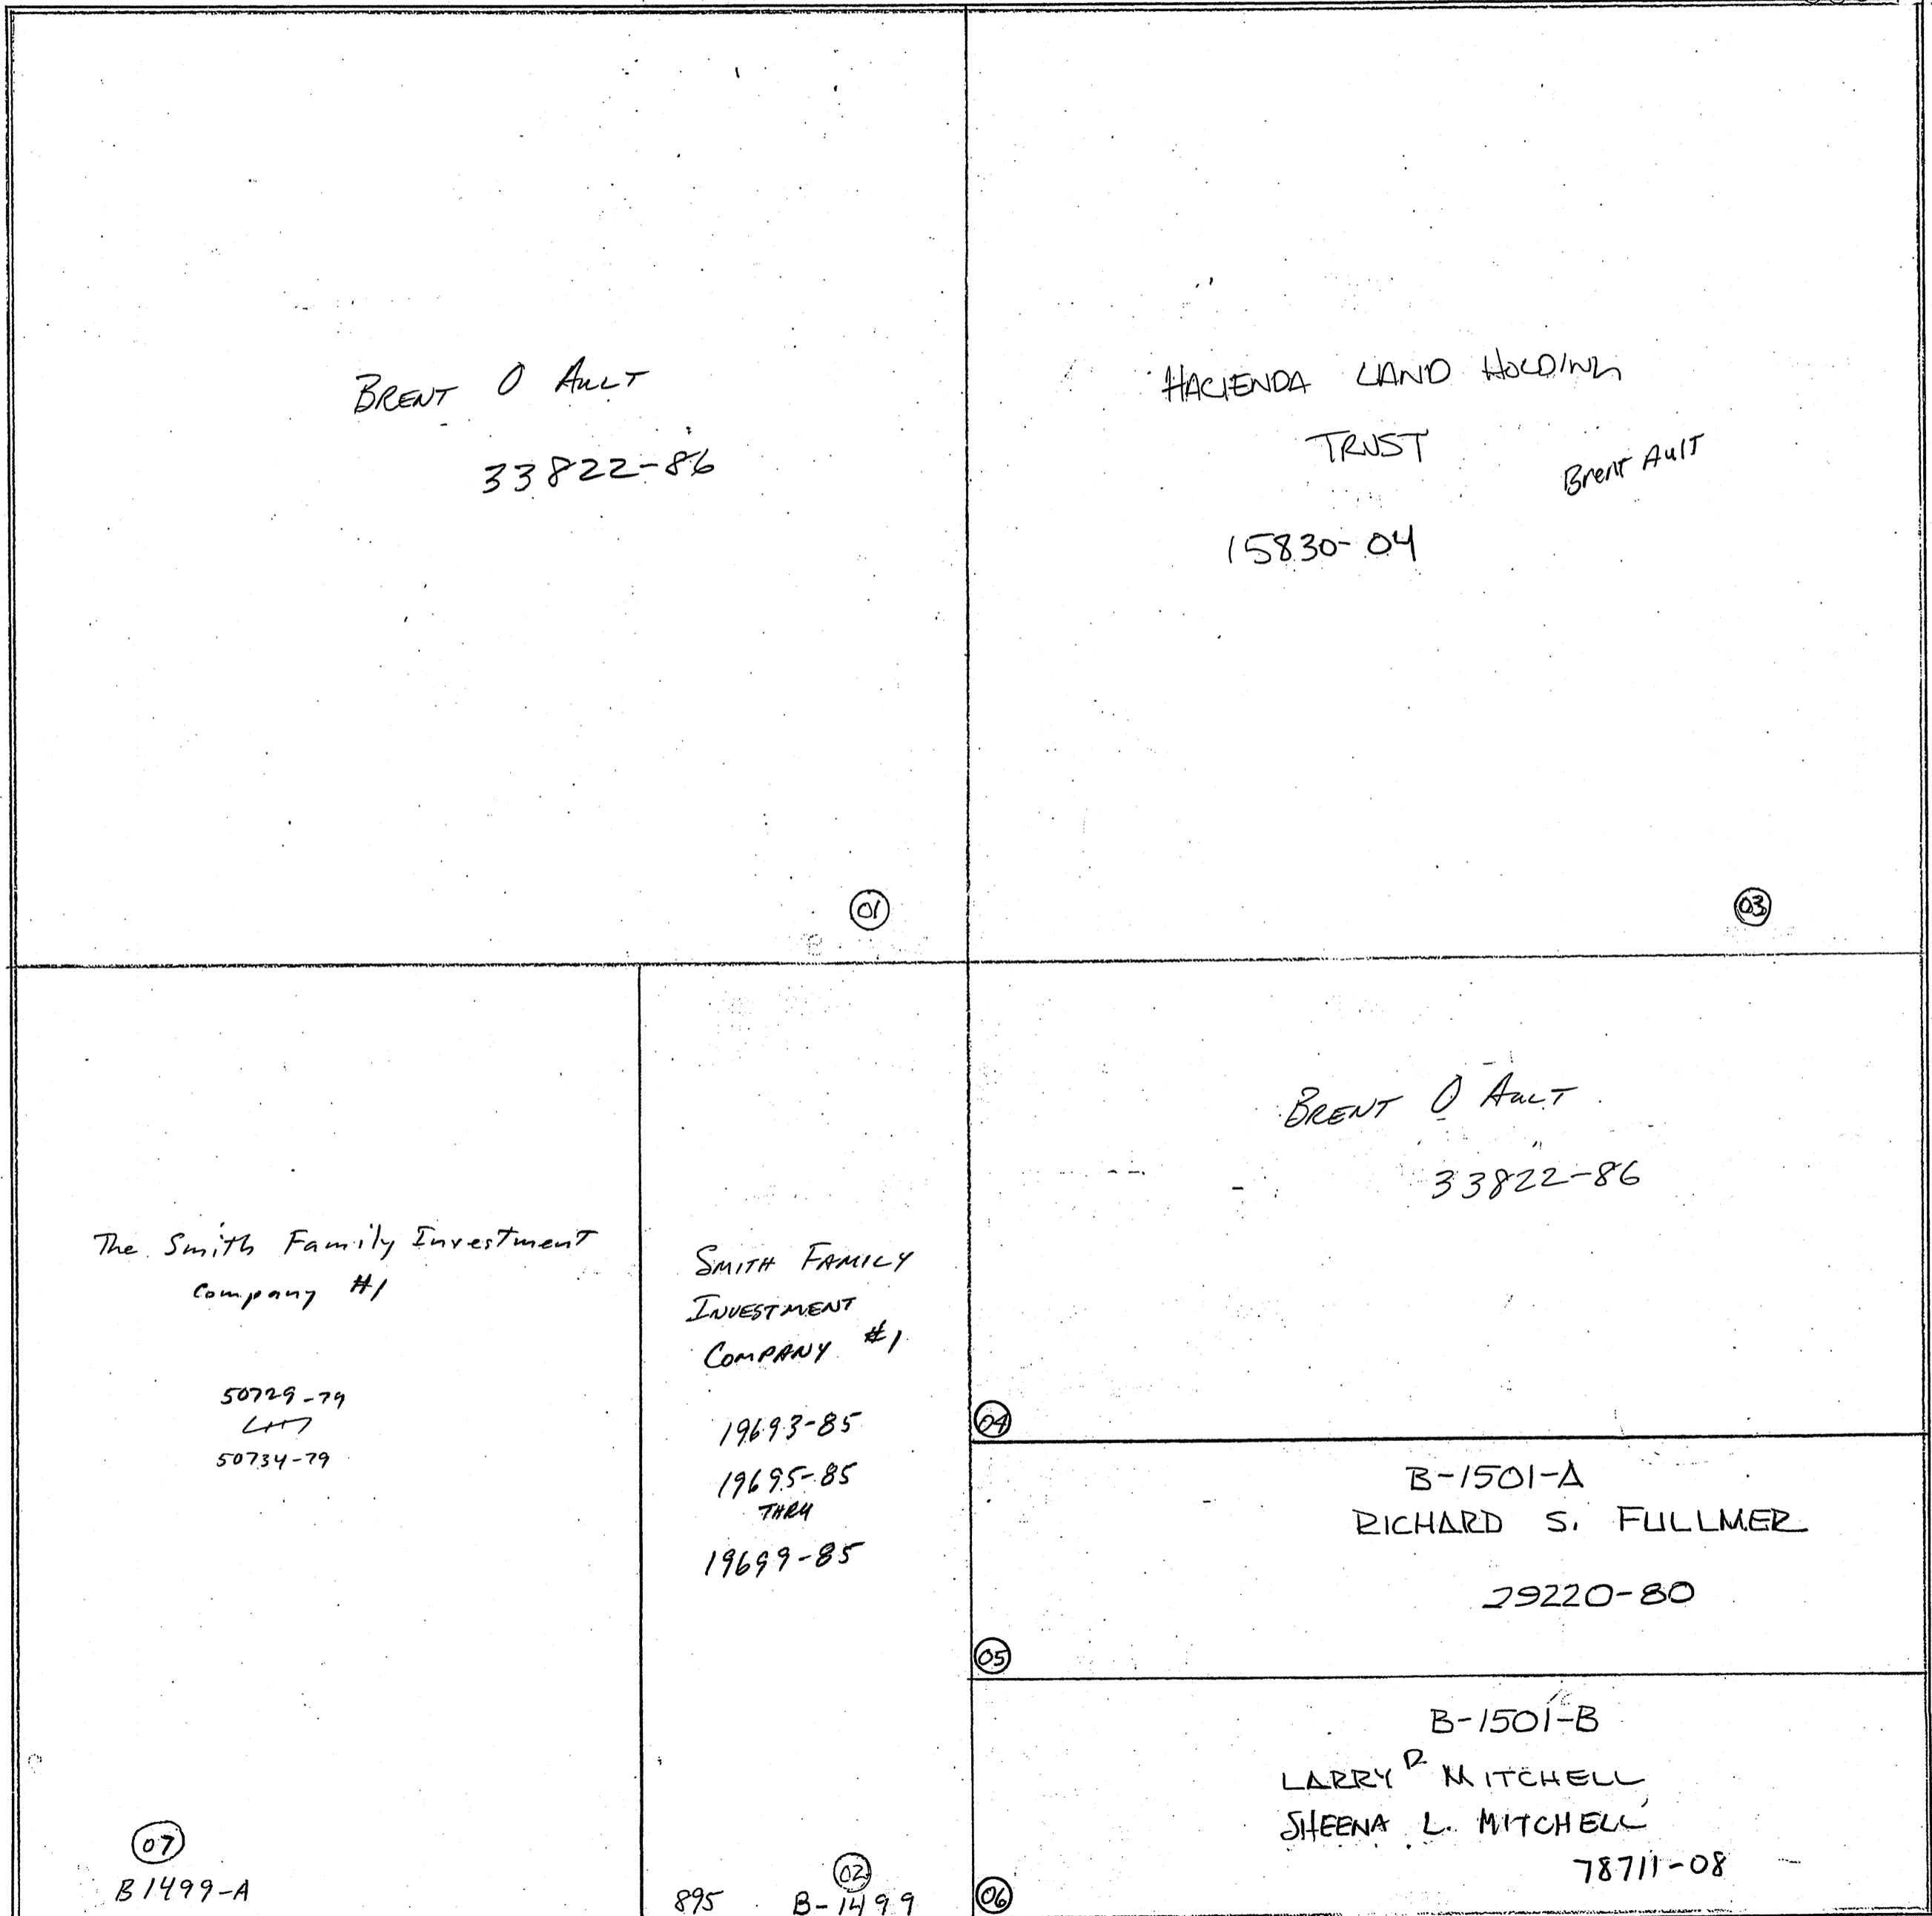 BRENT O AULT
33822-86
01
HACIENDA LAND HOLDING
TRUST
Brent Ault
15830-04
03
The Smith Family Investment
Company #1
50729-79
50734-79
07
B1499-A
SMITH FAMILY
INVESTMENT
COMPANY #1
19693-85
19695-85
THRU
19699-85
02
895 B-1499
BRENT O AULT
33822-86
04
B-1501-A
RICHARD S. FULLMER
29220-80
05
B-1501-B
LARRY D MITCHELL
SHEENA L. MITCHELL
78711-08
06